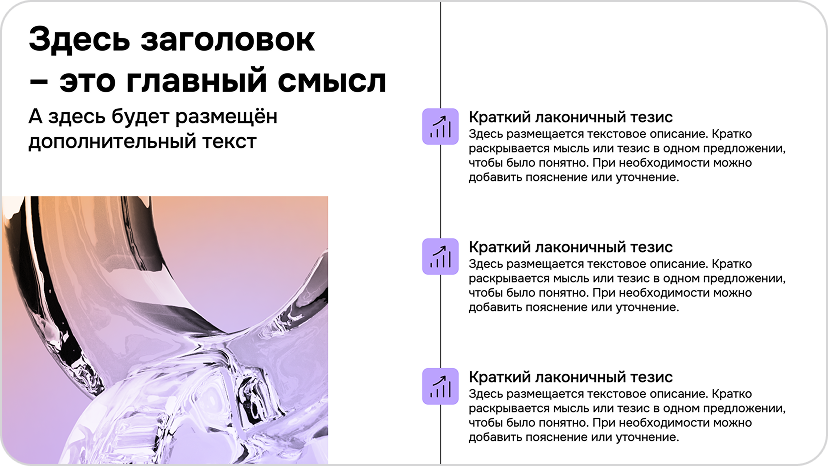 Здесь заголовок
– это главный смысл
А здесь будет размещён
дополнительный текст
Краткий лаконичный тезис
Здесь размещается текстовое описание. Кратко
раскрывается мысль или тезис в одном предложении,
чтобы было понятно. При необходимости можно
добавить пояснение или уточнение.
Краткий лаконичный тезис
Здесь размещается текстовое описание. Кратко
раскрывается мысль или тезис в одном предложении,
чтобы было понятно. При необходимости можно
добавить пояснение или уточнение.
Краткий лаконичный тезис
Здесь размещается текстовое описание. Кратко
раскрывается мысль или тезис в одном предложении,
чтобы было понятно. При необходимости можно
добавить пояснение или уточнение.